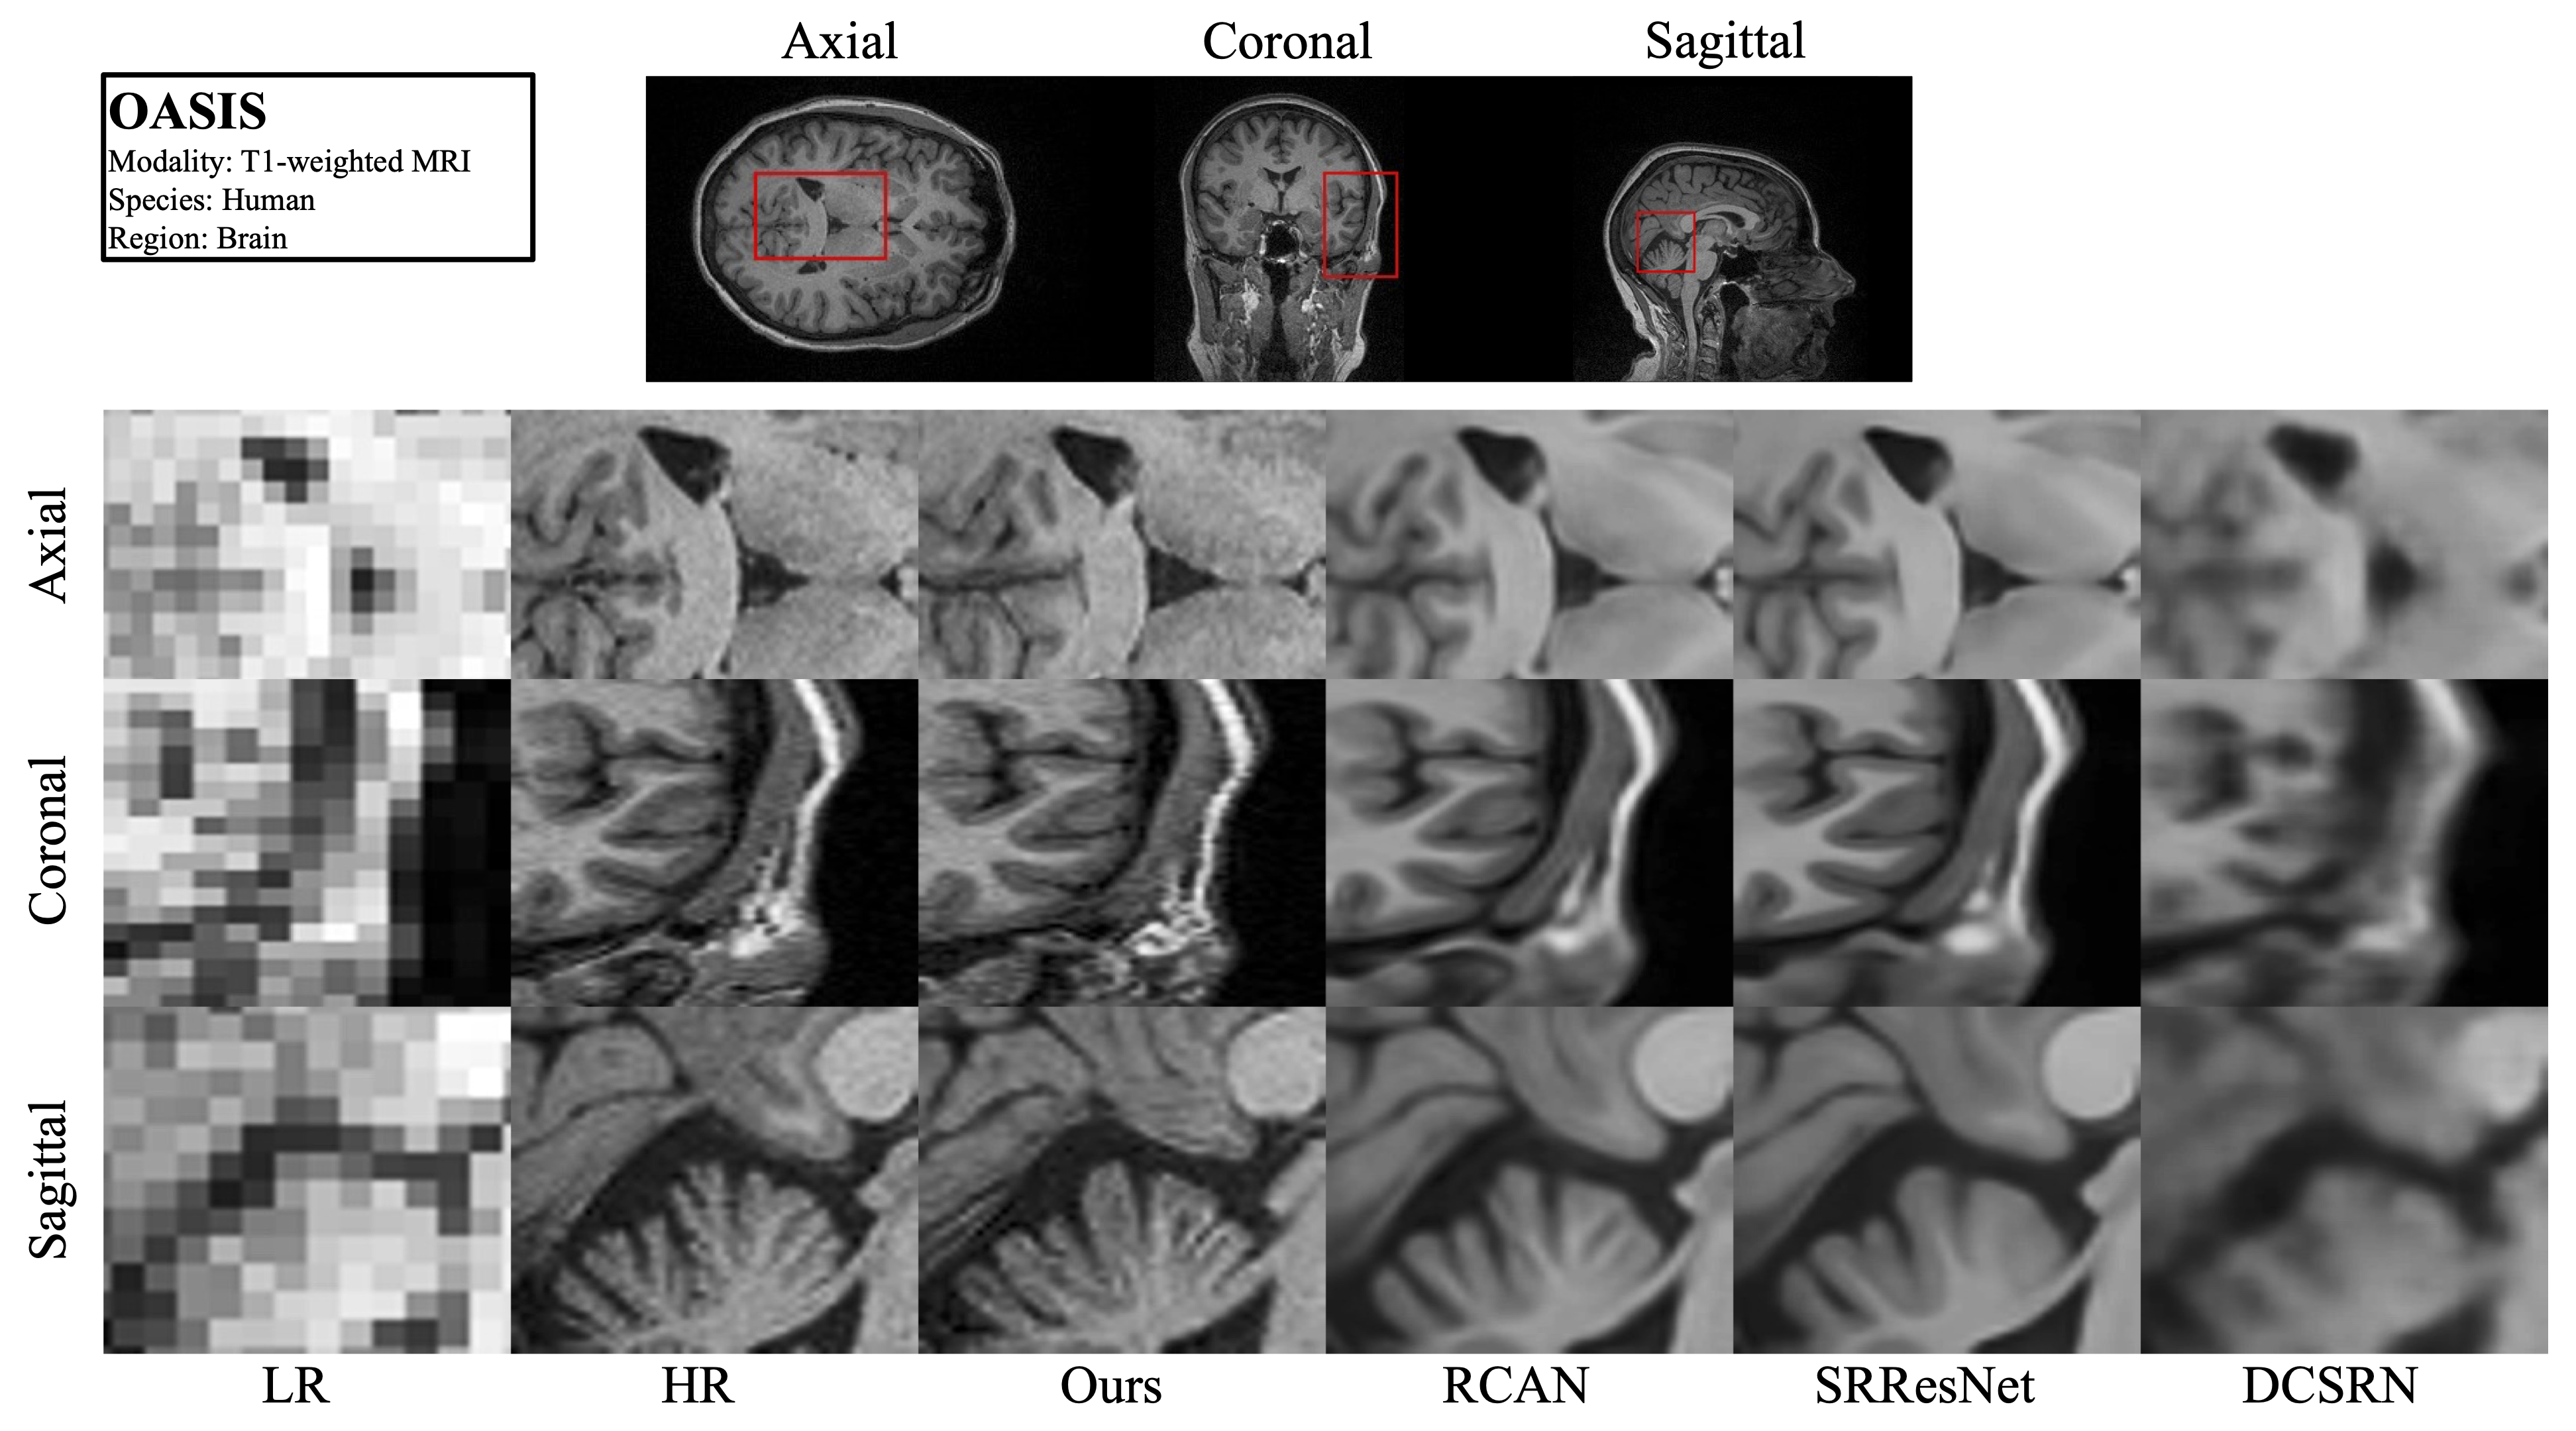 Axial Coronal Sagittal
OASIS
Modality: T1-weighted MRI
Species: Human
Region: Brain
Axial
Coronal
Sagittal
LR HR Ours RCAN SRResNet DCSRN